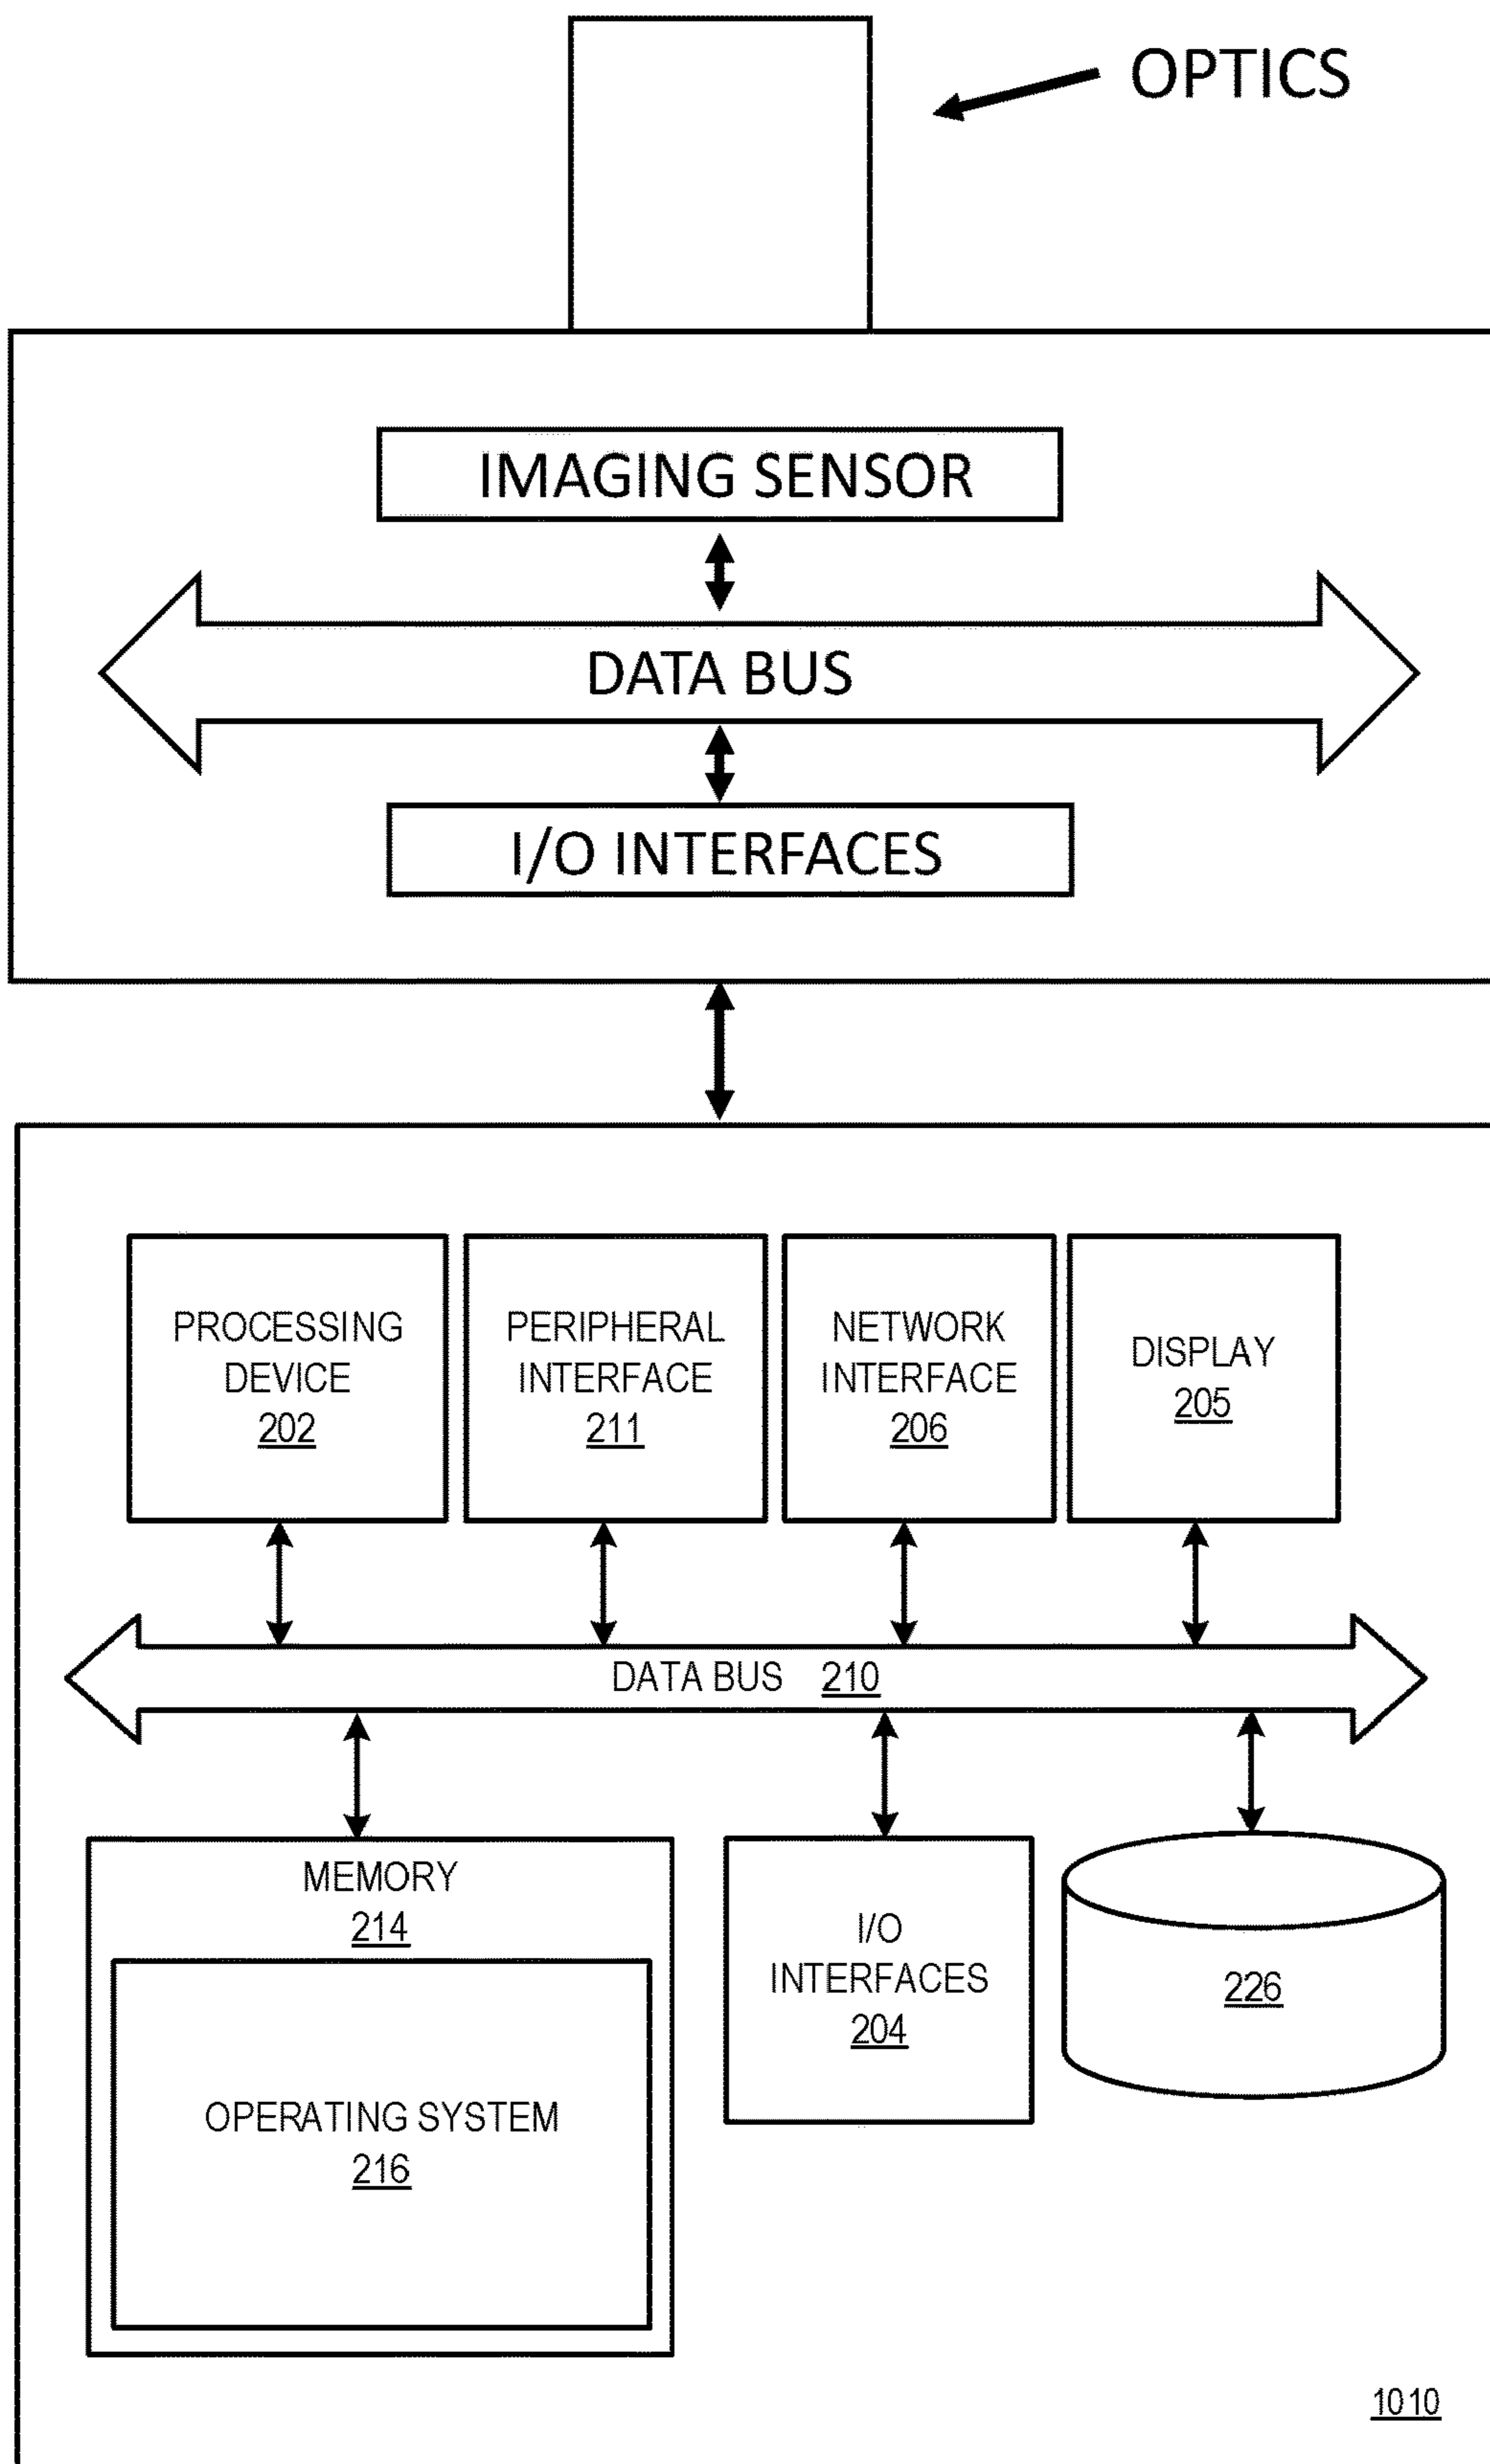 OPTICS
IMAGING SENSOR
DATA BUS
I/O INTERFACES
PROCESSING
DEVICE
202
PERIPHERAL
INTERFACE
211
NETWORK
INTERFACE
206
DISPLAY
205
DATA BUS 210
MEMORY
214
OPERATING SYSTEM
216
I/O
INTERFACES
204
226
1010